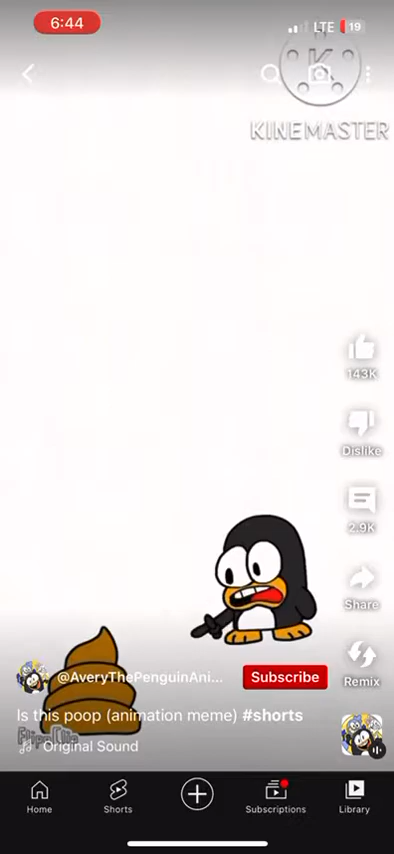 6:44
LTE 19
K
KINEMASTER
143K
Dislike
2.9K
Share
Remix
@AveryThePenguinAni...
Subscribe
Is this poop (animation meme) #shorts
FlipaClip
Original Sound
Home
Shorts
Subscriptions
Library